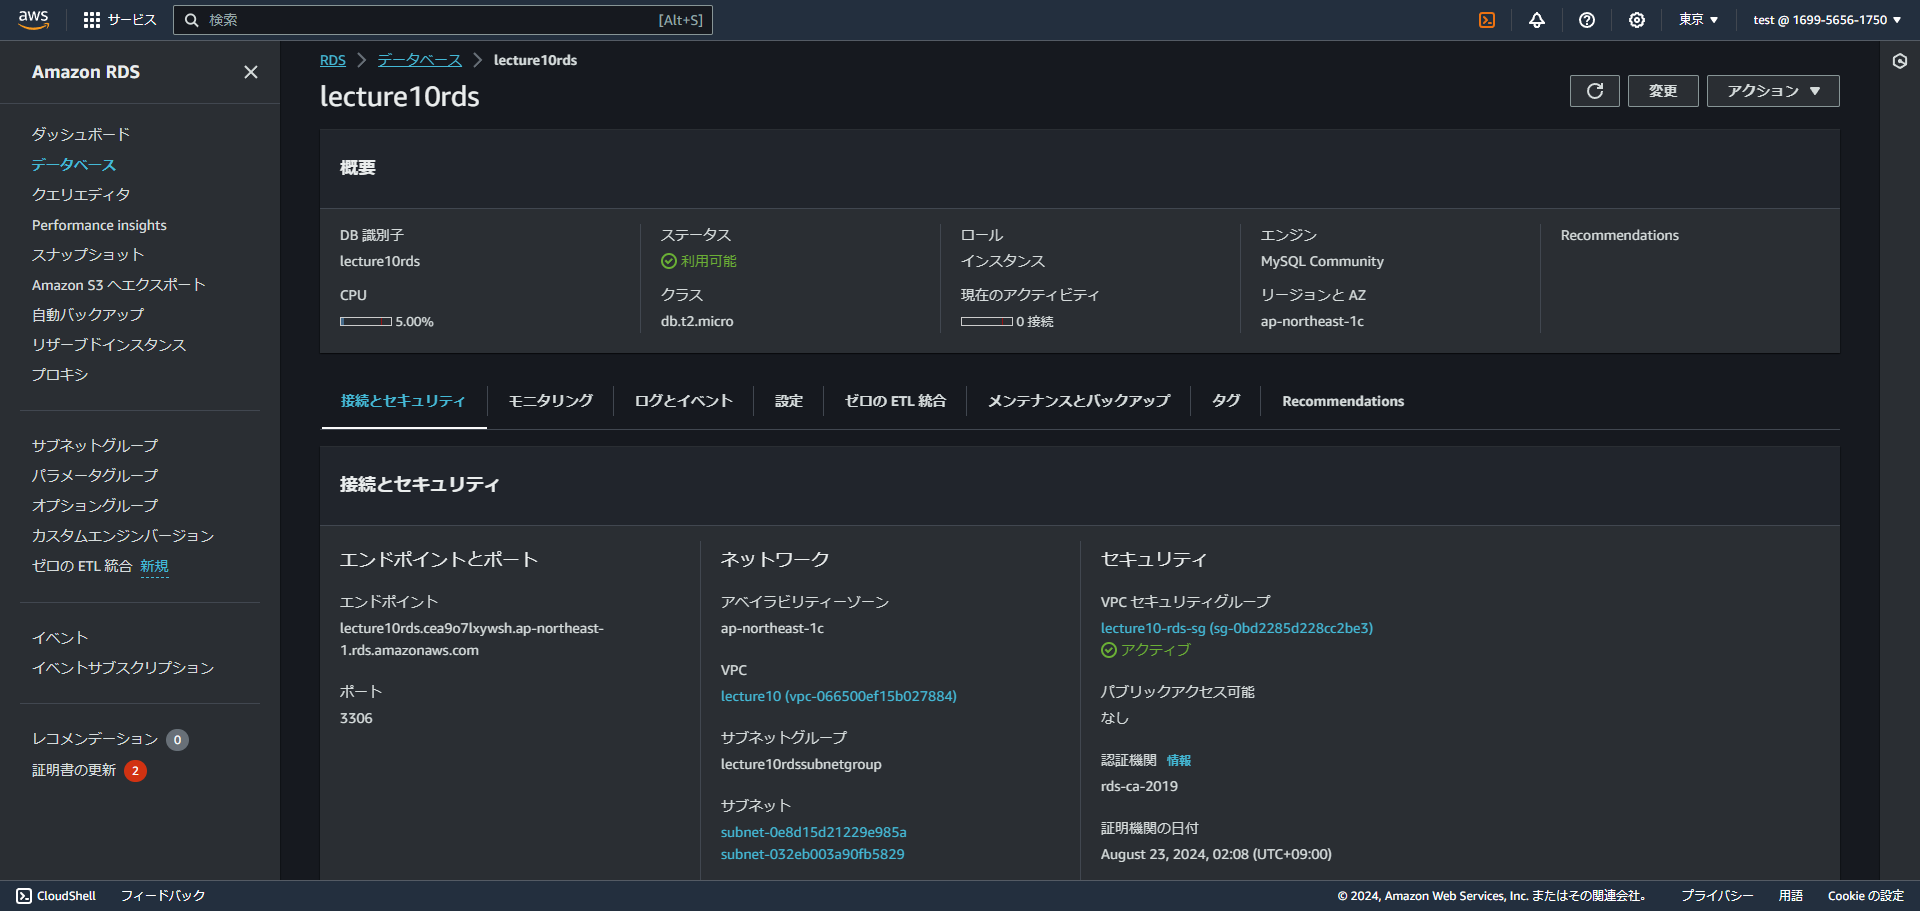 aws
サービス
検索
[Alt+S]
東京
test @ 1699-5656-1750
Amazon RDS
ダッシュボード
データベース
クエリエディタ
Performance insights
スナップショット
Amazon S3 へエクスポート
自動バックアップ
リザーブドインスタンス
プロキシ
サブネットグループ
パラメータグループ
オプショングループ
カスタムエンジンバージョン
ゼロの ETL 統合 新規
イベント
イベントサブスクリプション
レコメンデーション 0
証明書の更新 2
RDS
データベース
lecture10rds
lecture10rds
変更
アクション
概要
DB 識別子
lecture10rds
CPU
5.00%
ステータス
利用可能
クラス
db.t2.micro
ロール
インスタンス
現在のアクティビティ
0 接続
エンジン
MySQL Community
リージョンと AZ
ap-northeast-1c
Recommendations
接続とセキュリティ
モニタリング
ログとイベント
設定
ゼロの ETL 統合
メンテナンスとバックアップ
タグ
Recommendations
接続とセキュリティ
エンドポイントとポート
エンドポイント
lecture10rds.cea9o7lxywsh.ap-northeast-
1.rds.amazonaws.com
ポート
3306
ネットワーク
アベイラビリティーゾーン
ap-northeast-1c
VPC
lecture10 (vpc-066500ef15b027884)
サブネットグループ
lecture10rdssubnetgroup
サブネット
subnet-0e8d15d21229e985a
subnet-032eb003a90fb5829
セキュリティ
VPC セキュリティグループ
lecture10-rds-sg (sg-0bd2285d228cc2be3)
アクティブ
パブリックアクセス可能
なし
認証機関 情報
rds-ca-2019
証明機関の日付
August 23, 2024, 02:08 (UTC+09:00)
CloudShell
フィードバック
© 2024, Amazon Web Services, Inc. またはその関連会社。
プライバシー
用語
Cookie の設定